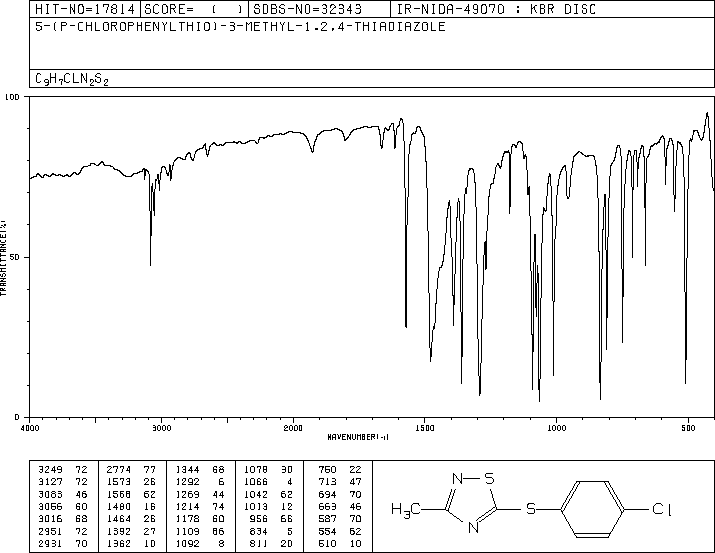 HIT-NO=17814 SCORE= ( ) SDBS-NO=32343 IR-NIDA-49070 : KBR DISC
5-(P-CHLOROPHENYLTHIO)-3-METHYL-1,2,4-THIADIAZOLE
C9H7CLN2S2
100
50
0
TRANSMITTANCE(%)
4000 3000 2000 1500 1000 500
WAVENUMBER(-1)
3249 72 2774 77 1344 68 1078 30 750 22
3127 72 1573 26 1292 6 1066 4 713 47
3083 46 1568 62 1269 44 1042 62 694 70
3056 60 1480 16 1214 74 1013 12 663 46
3016 68 1464 26 1178 60 956 66 587 70
2951 72 1392 27 1109 86 834 5 554 62
2931 70 1362 10 1092 8 811 20 510 10
N S
H3C N S Cl